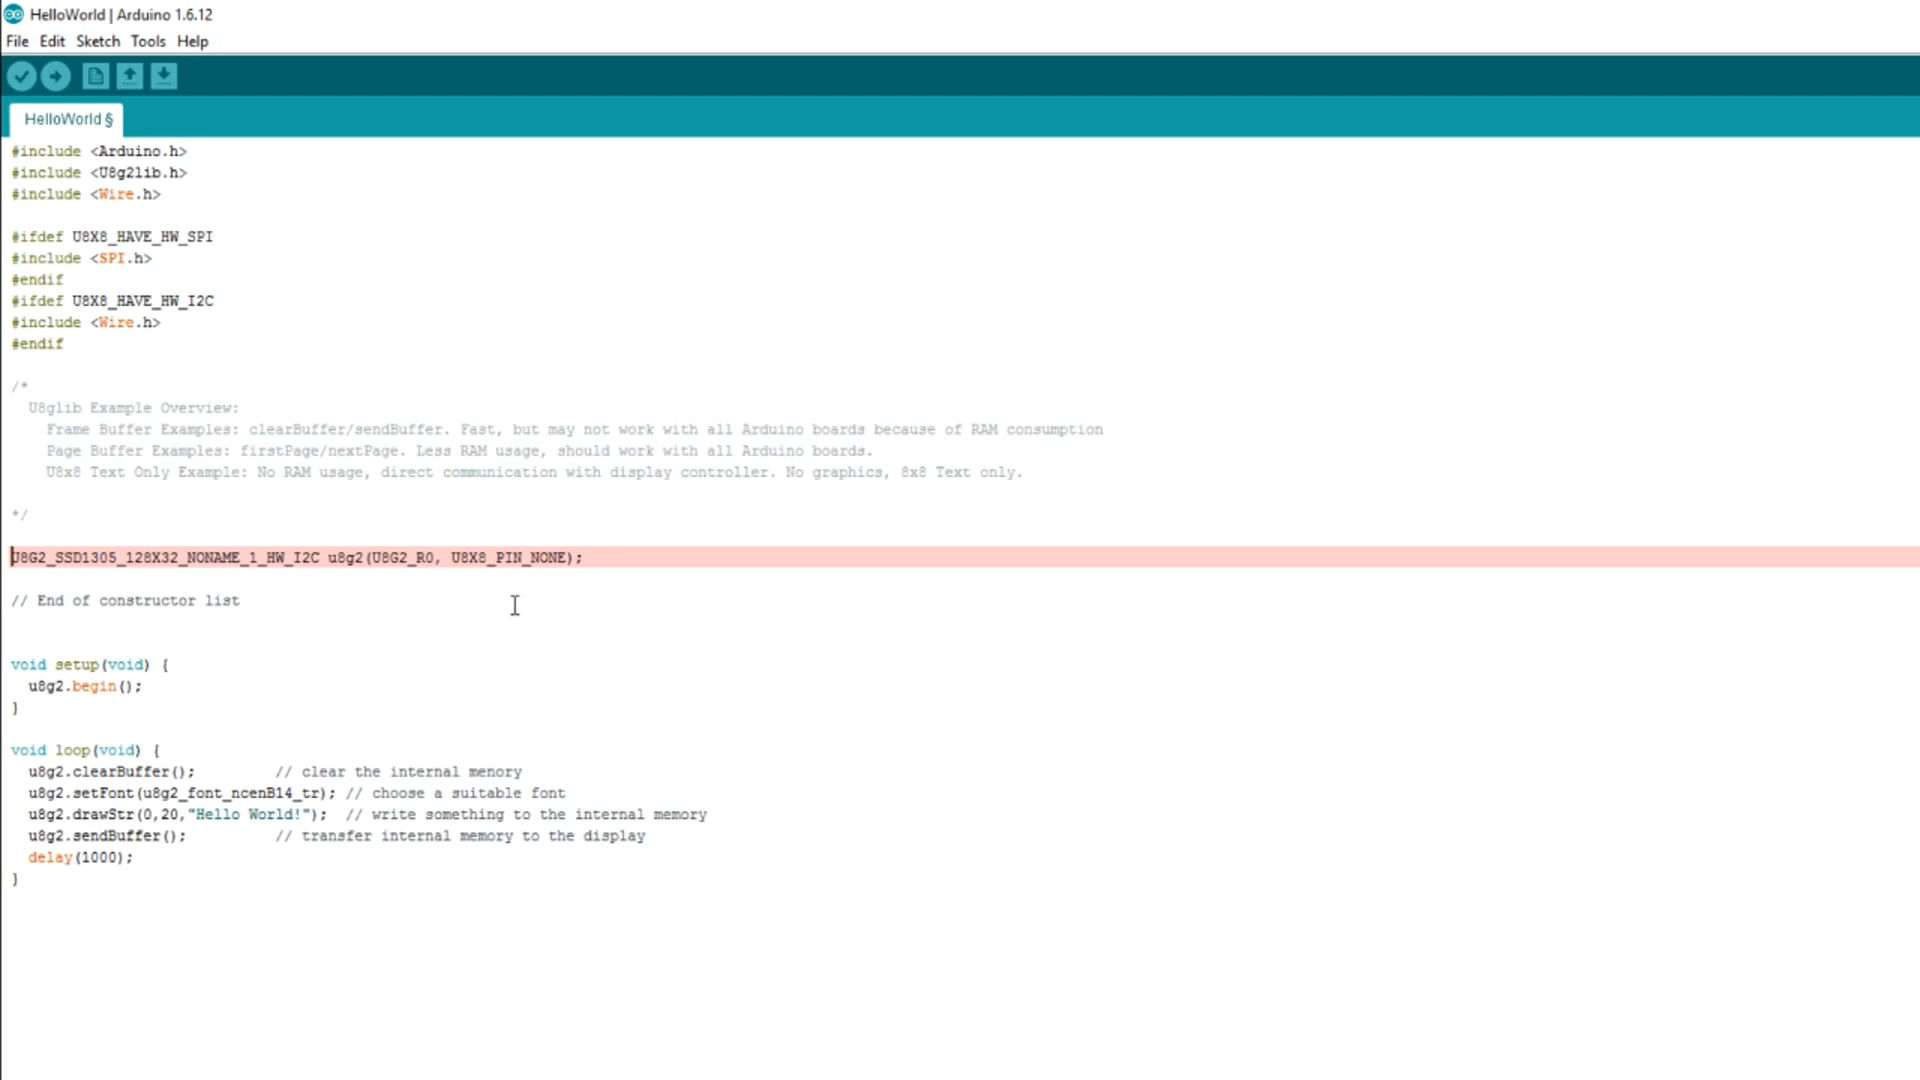 HelloWorld | Arduino 1.6.12
File Edit Sketch Tools Help
HelloWorld §
#include <Arduino.h>
#include <U8g2lib.h>
#include <Wire.h>
#ifdef U8X8_HAVE_HW_SPI
#include <SPI.h>
#endif
#ifdef U8X8_HAVE_HW_I2C
#include <Wire.h>
#endif
/*
  U8glib Example Overview:
    Frame Buffer Examples: clearBuffer/sendBuffer. Fast, but may not work with all Arduino boards because of RAM consumption
    Page Buffer Examples: firstPage/nextPage. Less RAM usage, should work with all Arduino boards.
    U8x8 Text Only Example: No RAM usage, direct communication with display controller. No graphics, 8x8 Text only.
*/
U8G2_SSD1305_128X32_NONAME_1_HW_I2C u8g2(U8G2_R0, U8X8_PIN_NONE);
// End of constructor list
void setup(void) {
  u8g2.begin();
}
void loop(void) {
  u8g2.clearBuffer();         // clear the internal menory
  u8g2.setFont(u8g2_font_ncenB14_tr); // choose a suitable font
  u8g2.drawStr(0,20,"Hello World!");  // write something to the internal memory
  u8g2.sendBuffer();          // transfer internal memory to the display
  delay(1000);
}